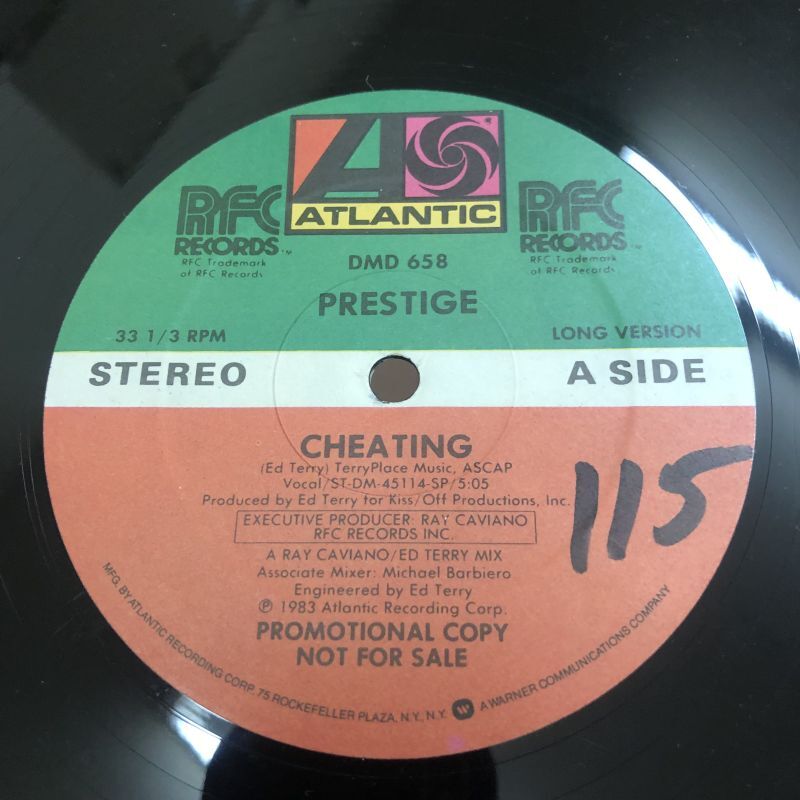 ATLANTIC
RFC
RECORDS™
RFC Trademark
of RFC Records
RFC
RECORDS™
RFC Trademark
of RFC Records
DMD 658
PRESTIGE
33 1/3 RPM
LONG VERSION
STEREO
A SIDE
CHEATING
(Ed Terry) TerryPlace Music, ASCAP
Vocal/ST-DM-45114-SP/5:05
Produced by Ed Terry for Kiss/Off Productions, Inc.
EXECUTIVE PRODUCER: RAY CAVIANO
RFC RECORDS INC.
115
A RAY CAVIANO/ED TERRY MIX
Associate Mixer: Michael Barbiero
Engineered by Ed Terry
℗ 1983 Atlantic Recording Corp.
PROMOTIONAL COPY
NOT FOR SALE
MFG. BY ATLANTIC RECORDING CORP. 75 ROCKEFELLER PLAZA, N.Y., N.Y. A WARNER COMMUNICATIONS COMPANY